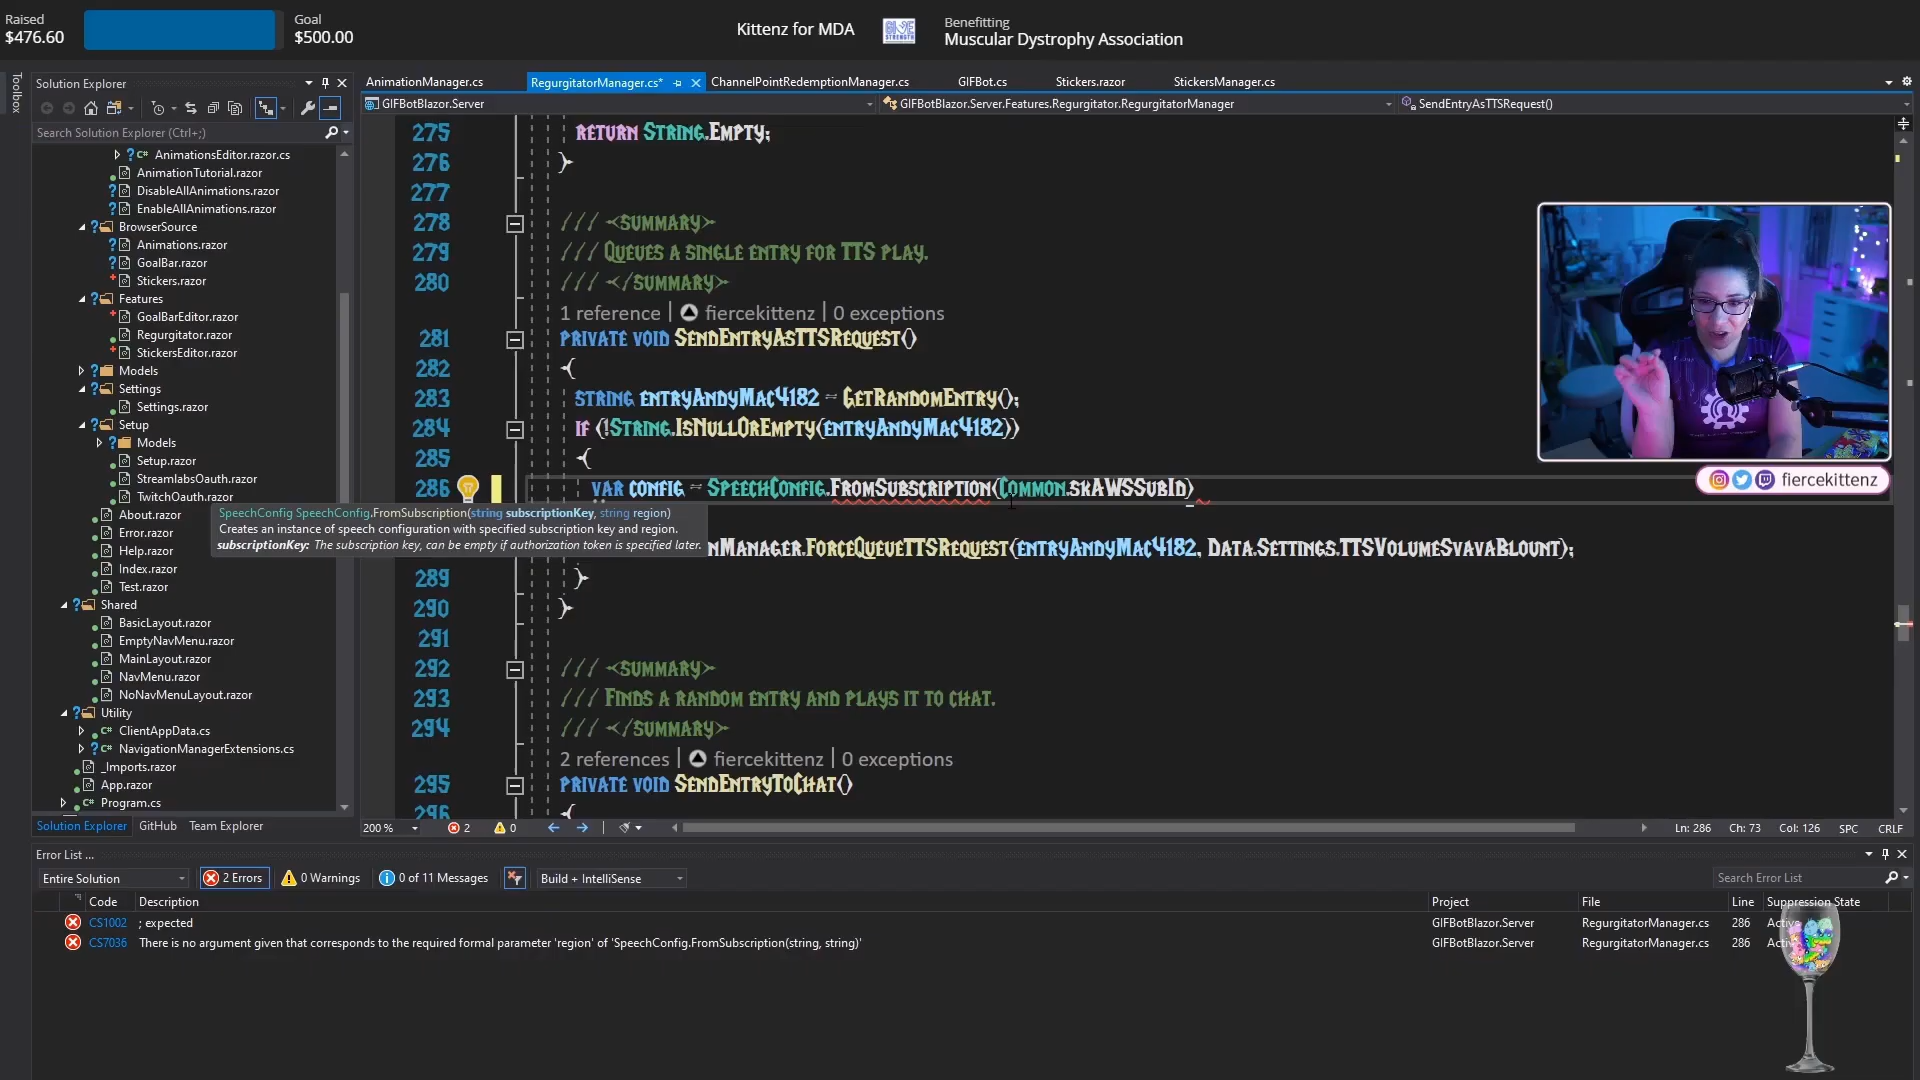 Raised
$476.60
Goal
$500.00
Kittenz for MDA
GIVE
STRENGTH
Benefitting
Muscular Dystrophy Association
Toolbox
Solution Explorer
Search Solution Explorer (Ctrl+;)
AnimationsEditor.razor.cs
AnimationTutorial.razor
DisableAllAnimations.razor
EnableAllAnimations.razor
BrowserSource
Animations.razor
GoalBar.razor
Stickers.razor
Features
GoalBarEditor.razor
Regurgitator.razor
StickersEditor.razor
Models
Settings
Settings.razor
Setup
Models
Setup.razor
StreamlabsOauth.razor
TwitchOauth.razor
About.razor
Error.razor
Help.razor
Index.razor
Test.razor
Shared
BasicLayout.razor
EmptyNavMenu.razor
MainLayout.razor
NavMenu.razor
NoNavMenuLayout.razor
Utility
ClientAppData.cs
NavigationManagerExtensions.cs
_Imports.razor
App.razor
Program.cs
Solution Explorer GitHub Team Explorer
AnimationManager.cs RegurgitatorManager.cs* ChannelPointRedemptionManager.cs GIFBot.cs Stickers.razor StickersManager.cs
GIFBotBlazor.Server GIFBotBlazor.Server.Features.Regurgitator.RegurgitatorManager SendEntryAsTTSRequest()
275 return String.Empty;
276 }
277
278 /// <summary>
279 /// Queues a single entry for TTS play.
280 /// </summary>
1 reference | fiercekittenz | 0 exceptions
281 private void SendEntryAsTTSRequest()
282 {
283 string entryAndyMac4182 = GetRandomEntry();
284 if (!String.IsNullOrEmpty(entryAndyMac4182))
285 {
286 var config = SpeechConfig.FromSubscription(Common.skAWSSubId)
SpeechConfig SpeechConfig.FromSubscription(string subscriptionKey, string region)
Creates an instance of speech configuration with specified subscription key and region.
subscriptionKey: The subscription key, can be empty if authorization token is specified later.
nManager.ForceQueueTTSRequest(entryAndyMac4182, Data.Settings.TTSVolumeSvavaBlount);
289 }
290 }
291
292 /// <summary>
293 /// Finds a random entry and plays it to chat.
294 /// </summary>
2 references | fiercekittenz | 0 exceptions
295 private void SendEntryToChat()
296 {
fiercekittenz
200 % 2 0 Ln: 286 Ch: 73 Col: 126 SPC CRLF
Error List ...
Entire Solution 2 Errors 0 Warnings 0 of 11 Messages Build + IntelliSense Search Error List
Code Description Project File Line Suppression State
CS1002 ; expected GIFBotBlazor.Server RegurgitatorManager.cs 286 Active
CS7036 There is no argument given that corresponds to the required formal parameter 'region' of 'SpeechConfig.FromSubscription(string, string)' GIFBotBlazor.Server RegurgitatorManager.cs 286 Activ